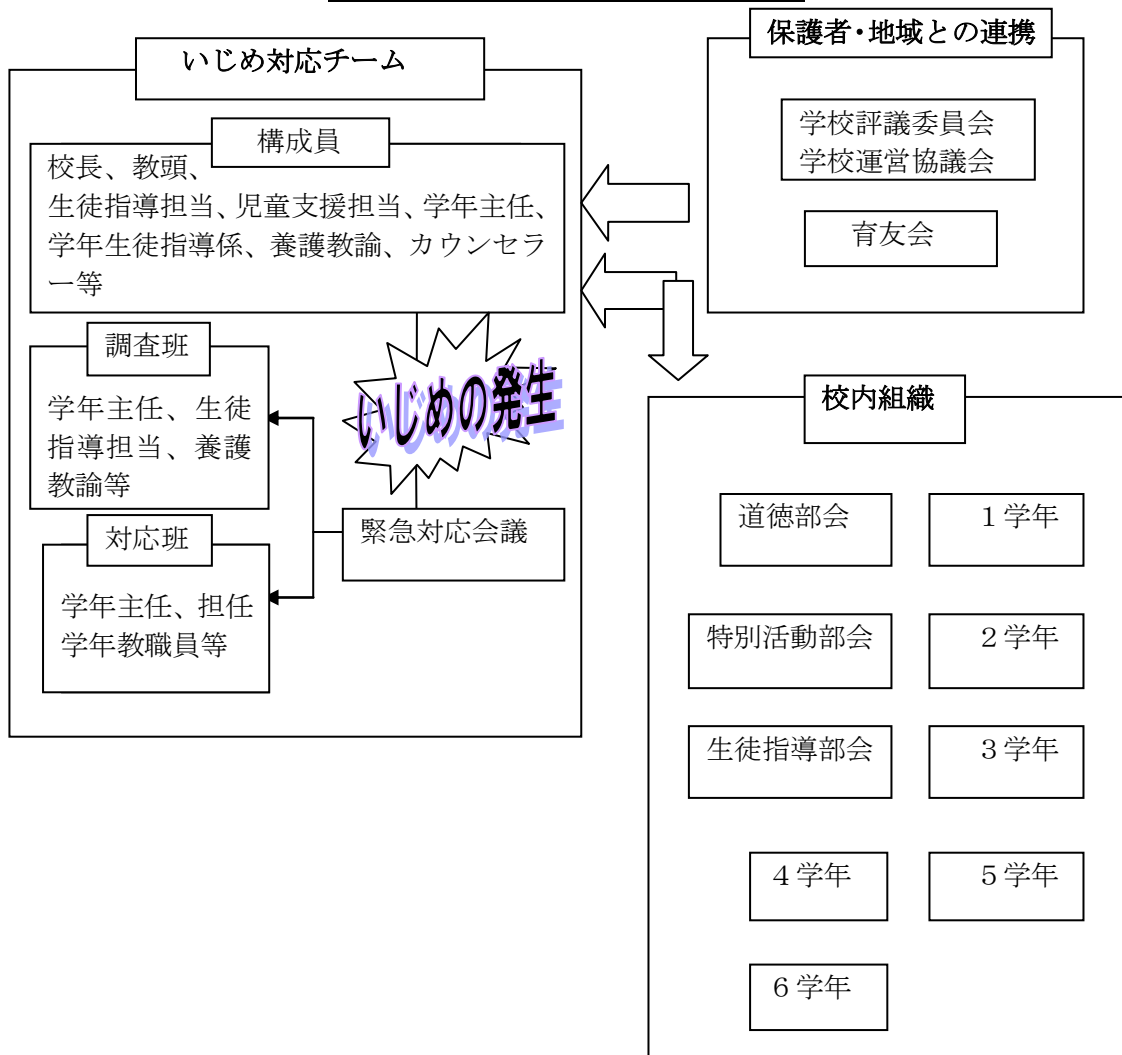 いじめ対応チーム
構成員
校長、教頭、
生徒指導担当、児童支援担当、学年主任、
学年生徒指導係、養護教諭、カウンセラ
ー等
調査班
学年主任、生徒
指導担当、養護
教諭等
対応班
学年主任、担任
学年教職員等
いじめの発生
緊急対応会議
保護者・地域との連携
学校評議委員会
学校運営協議会
育友会
校内組織
道徳部会
１学年
特別活動部会
２学年
生徒指導部会
３学年
４学年
５学年
６学年